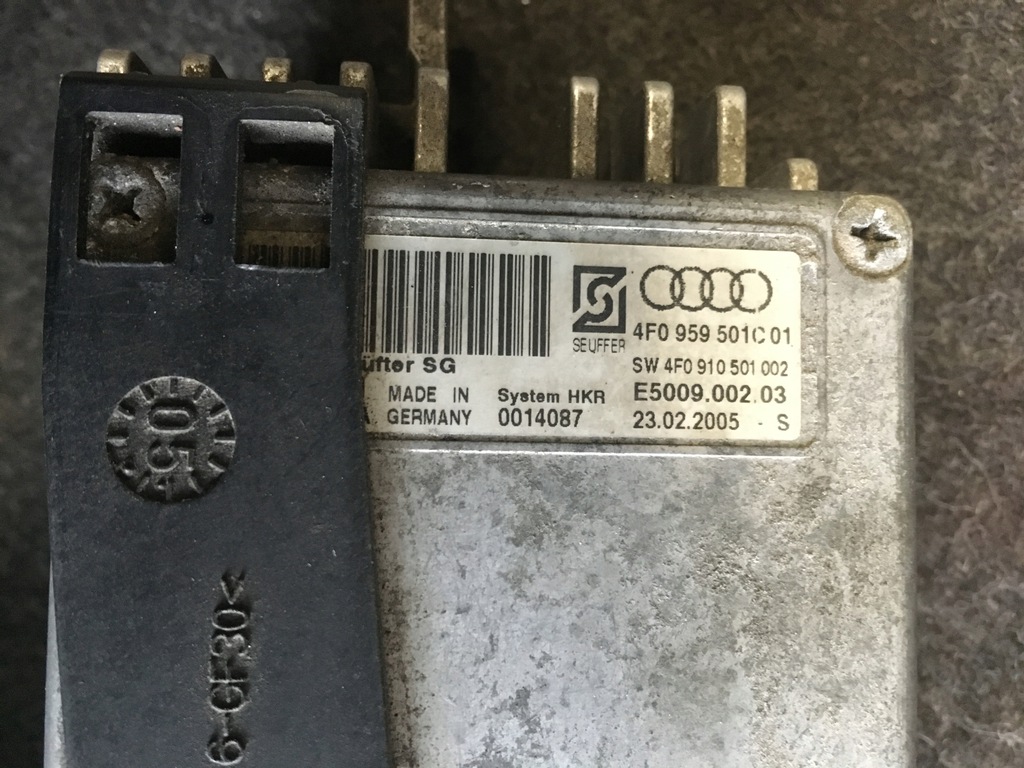 SEUFFER
4F0 959 501C 01
SW 4F0 910 501 002
üfter SG
MADE IN
GERMANY
System HKR
0014087
E5009.002.03
23.02.2005 - S
05
6-GF30<